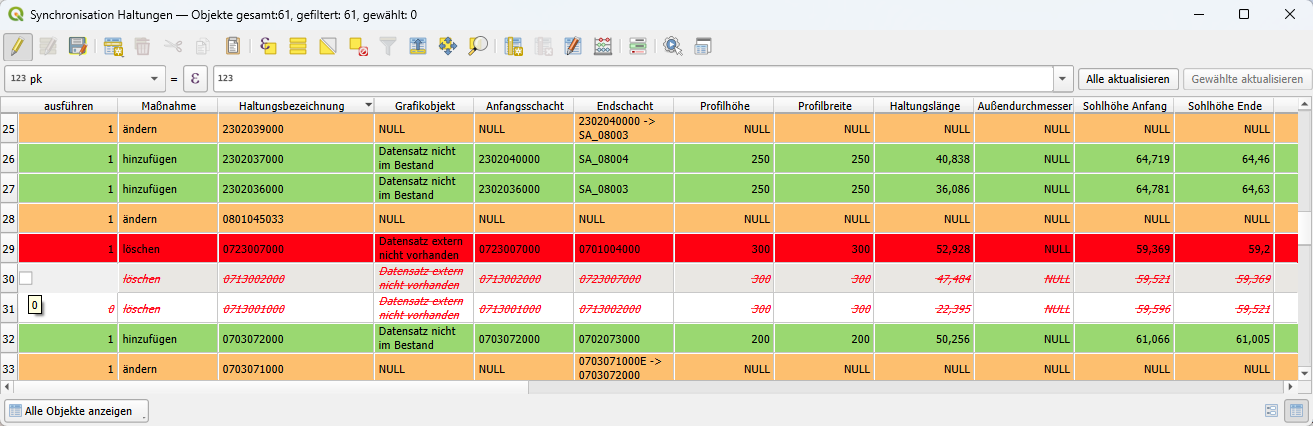 Synchronisation Haltungen — Objekte gesamt:61, gefiltert: 61, gewählt: 0
123 pk = ε 123 Alle aktualisieren Gewählte aktualisieren
ausführen Maßnahme Haltungsbezeichnung Grafikobjekt Anfangsschacht Endschacht Profilhöhe Profilbreite Haltungslänge Außendurchmesser Sohlhöhe Anfang Sohlhöhe Ende
25 1 ändern 2302039000 NULL NULL 2302040000 -> SA_08003 NULL NULL NULL NULL NULL NULL
26 1 hinzufügen 2302037000 Datensatz nicht im Bestand 2302040000 SA_08004 250 250 40,838 NULL 64,719 64,46
27 1 hinzufügen 2302036000 Datensatz nicht im Bestand 2302036000 SA_08003 250 250 36,086 NULL 64,781 64,63
28 1 ändern 0801045033 NULL NULL NULL NULL NULL NULL NULL NULL NULL
29 1 löschen 0723007000 Datensatz extern nicht vorhanden 0723007000 0701004000 300 300 52,928 NULL 59,369 59,2
30 löschen 0713002000 Datensatz extern nicht vorhanden 0713002000 0723007000 300 300 47,484 NULL 59,521 59,369
31 0 löschen 0713001000 Datensatz extern nicht vorhanden 0713001000 0713002000 300 300 22,395 NULL 59,596 59,521
0
32 1 hinzufügen 0703072000 Datensatz nicht im Bestand 0703072000 0702073000 200 200 50,256 NULL 61,066 61,005
33 1 ändern 0703071000 NULL NULL 0703071000E -> 0703072000 NULL NULL NULL NULL NULL NULL
Alle Objekte anzeigen